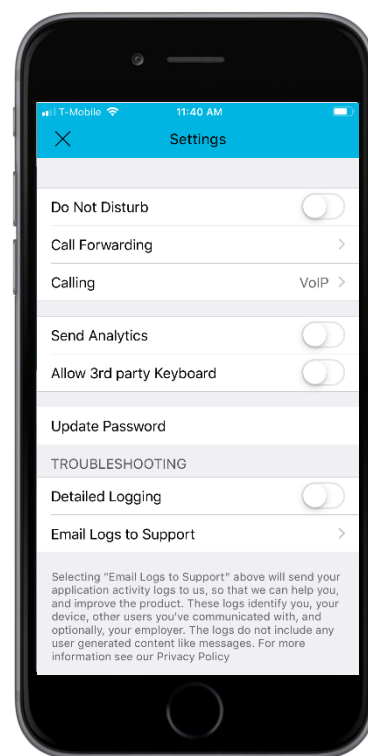 T-Mobile 11:40 AM
Settings
Do Not Disturb
Call Forwarding
Calling VoIP
Send Analytics
Allow 3rd party Keyboard
Update Password
TROUBLESHOOTING
Detailed Logging
Email Logs to Support
Selecting "Email Logs to Support" above will send your
application activity logs to us, so that we can help you,
and improve the product. These logs identify you, your
device, other users you've communicated with, and
optionally, your employer. The logs do not include any
user generated content like messages. For more
information see our Privacy Policy